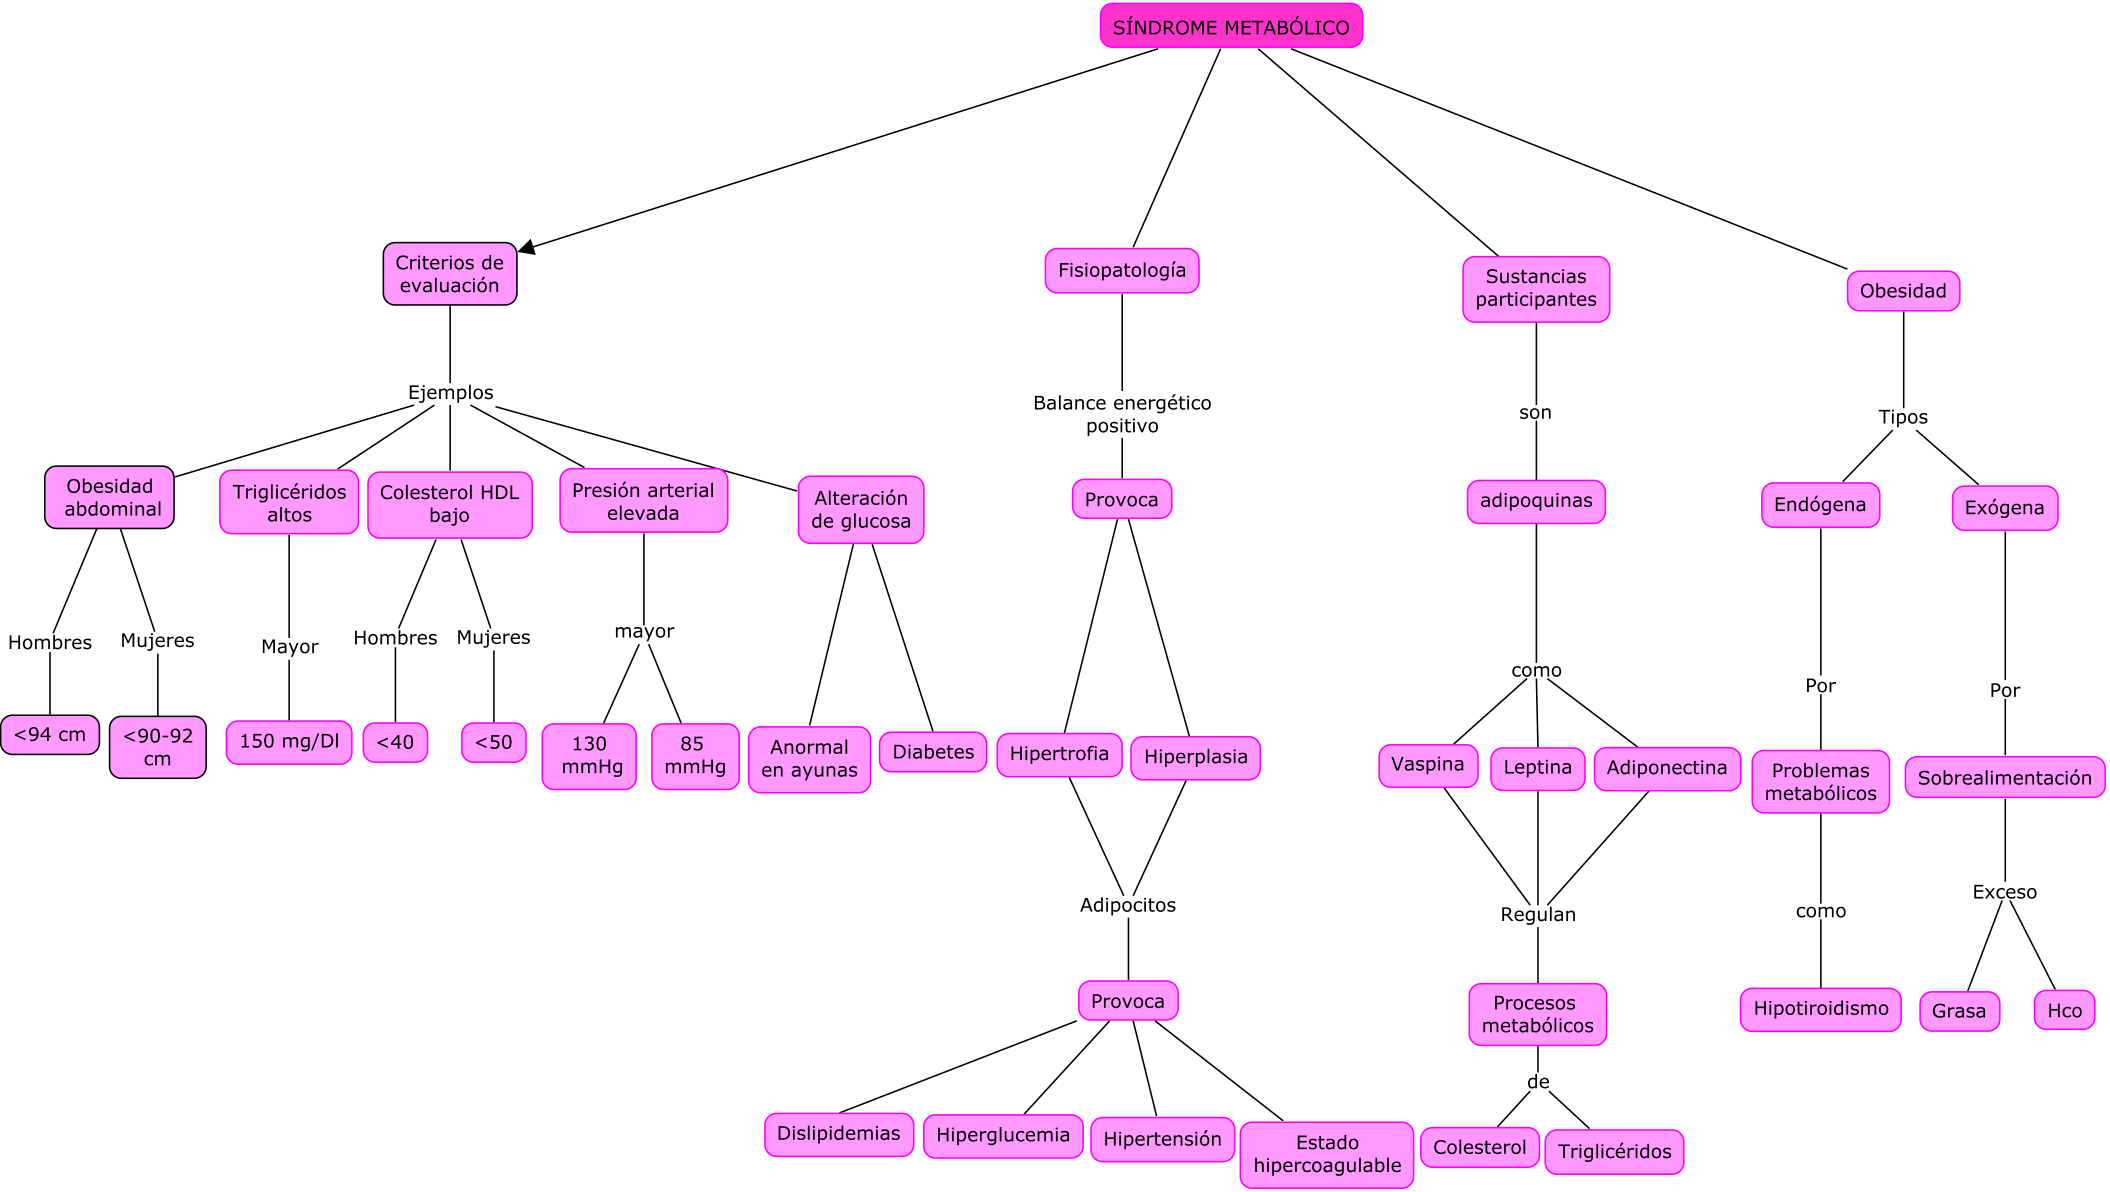 SÍNDROME METABÓLICO
Criterios de
evaluación
Fisiopatología
Sustancias
participantes
Obesidad
Ejemplos
Balance energético
positivo
son
Tipos
Obesidad
abdominal
Triglicéridos
altos
Colesterol HDL
bajo
Presión arterial
elevada
Alteración
de glucosa
Provoca
adipoquinas
Endógena
Exógena
Hombres
Mujeres
Mayor
Hombres
Mujeres
mayor
como
Por
Por
<94 cm
<90-92
cm
150 mg/Dl
<40
<50
130
mmHg
85
mmHg
Anormal
en ayunas
Diabetes
Hipertrofia
Hiperplasia
Vaspina
Leptina
Adiponectina
Problemas
metabólicos
Sobrealimentación
Adipocitos
Regulan
como
Exceso
Provoca
Procesos
metabólicos
Hipotiroidismo
Grasa
Hco
de
Dislipidemias
Hiperglucemia
Hipertensión
Estado
hipercoagulable
Colesterol
Triglicéridos